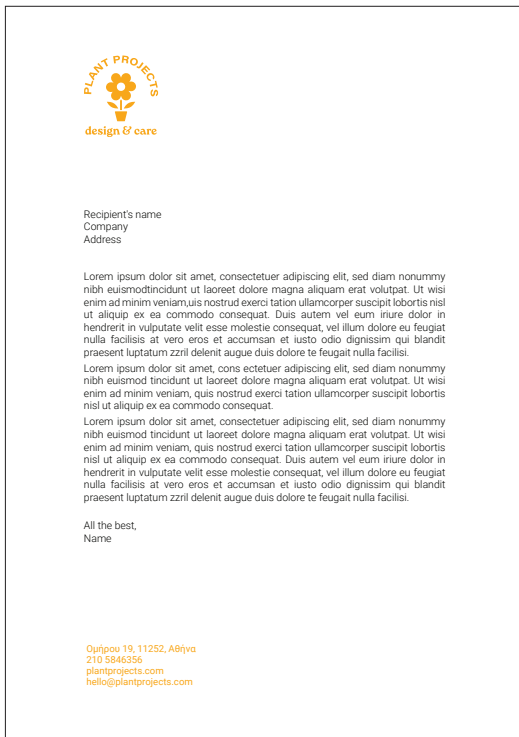 PLANT PROJECTS
design & care
Recipient's name
Company
Address
Lorem ipsum dolor sit amet, consectetuer adipiscing elit, sed diam nonummy
nibh euismodtincidunt ut laoreet dolore magna aliquam erat volutpat. Ut wisi
enim ad minim veniam,uis nostrud exerci tation ullamcorper suscipit lobortis nisl
ut aliquip ex ea commodo consequat. Duis autem vel eum iriure dolor in
hendrerit in vulputate velit esse molestie consequat, vel illum dolore eu feugiat
nulla facilisis at vero eros et accumsan et iusto odio dignissim qui blandit
praesent luptatum zzril delenit augue duis dolore te feugait nulla facilisi.
Lorem ipsum dolor sit amet, cons ectetuer adipiscing elit, sed diam nonummy
nibh euismod tincidunt ut laoreet dolore magna aliquam erat volutpat. Ut wisi
enim ad minim veniam, quis nostrud exerci tation ullamcorper suscipit lobortis
nisl ut aliquip ex ea commodo consequat.
Lorem ipsum dolor sit amet, consectetuer adipiscing elit, sed diam nonummy
nibh euismod tincidunt ut laoreet dolore magna aliquam erat volutpat. Ut wisi
enim ad minim veniam, quis nostrud exerci tation ullamcorper suscipit lobortis
nisl ut aliquip ex ea commodo consequat. Duis autem vel eum iriure dolor in
hendrerit in vulputate velit esse molestie consequat, vel illum dolore eu feugiat
nulla facilisis at vero eros et accumsan et iusto odio dignissim qui blandit
praesent luptatum zzril delenit augue duis dolore te feugait nulla facilisi.
All the best,
Name
Ομήρου 19, 11252, Αθήνα
210 5846356
plantprojects.com
hello@plantprojects.com